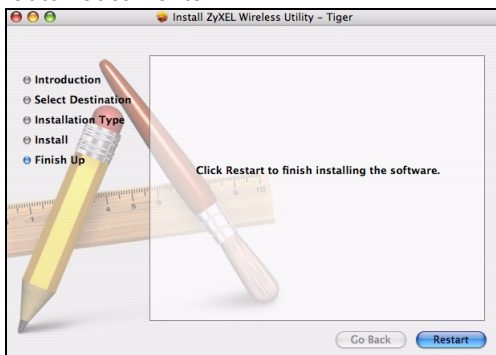 Install ZyXEL Wireless Utility – Tiger
Introduction
Select Destination
Installation Type
Install
Finish Up
Click Restart to finish installing the software.
Go Back
Restart